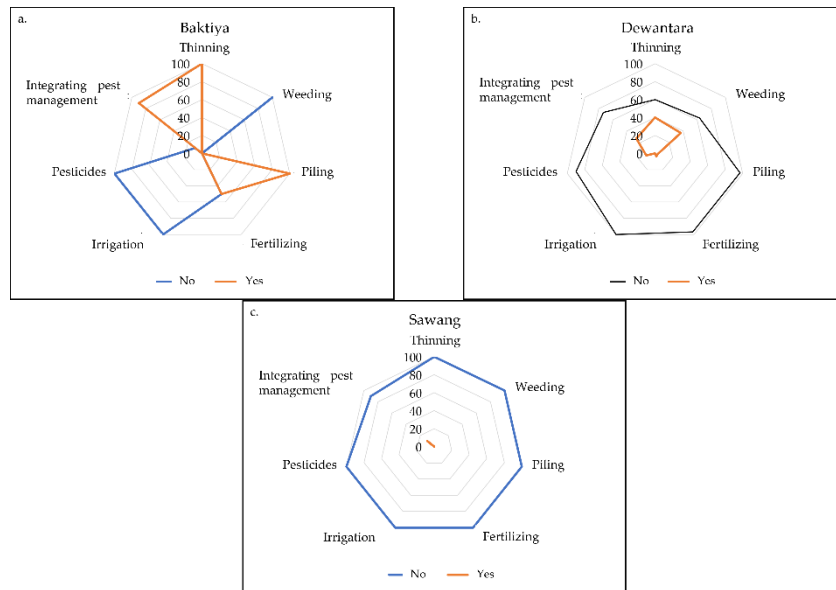 a.
Baktiya
Thinning
100
80
60
40
20
0
Weeding
Piling
Fertilizing
Irrigation
Pesticides
Integrating pest
management
No
Yes
b.
Dewantara
Thinning
100
80
60
40
20
0
Weeding
Piling
Fertilizing
Irrigation
Pesticides
Integrating pest
management
No
Yes
c.
Sawang
Thinning
100
80
60
40
20
0
Weeding
Piling
Fertilizing
Irrigation
Pesticides
Integrating pest
management
No
Yes